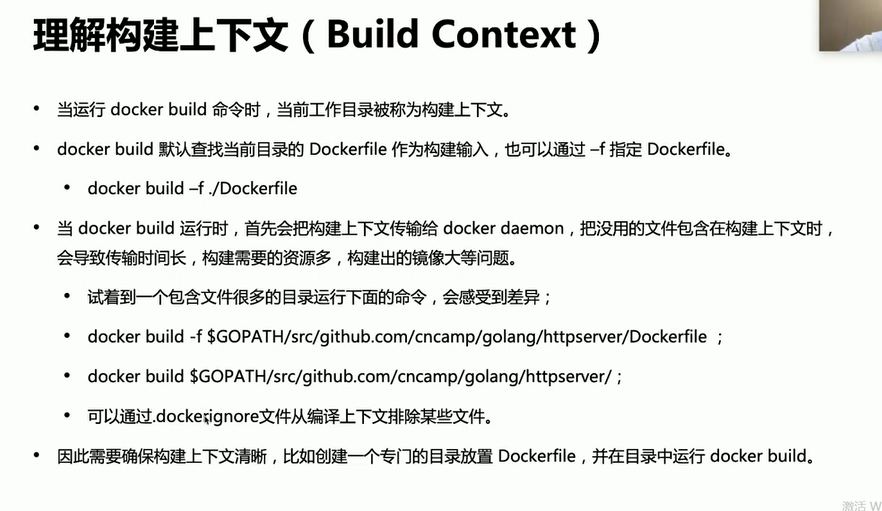 理解构建上下文（Build Context）
• 当运行 docker build 命令时，当前工作目录被称为构建上下文。
• docker build 默认查找当前目录的 Dockerfile 作为构建输入，也可以通过 –f 指定 Dockerfile。
• docker build –f ./Dockerfile
• 当 docker build 运行时，首先会把构建上下文传输给 docker daemon，把没用的文件包含在构建上下文时，
会导致传输时间长，构建需要的资源多，构建出的镜像大等问题。
• 试着到一个包含文件很多的目录运行下面的命令，会感受到差异；
• docker build -f $GOPATH/src/github.com/cncamp/golang/httpserver/Dockerfile ；
• docker build $GOPATH/src/github.com/cncamp/golang/httpserver/；
• 可以通过.dockerignore文件从编译上下文排除某些文件。
• 因此需要确保构建上下文清晰，比如创建一个专门的目录放置 Dockerfile，并在目录中运行 docker build。
激活 W